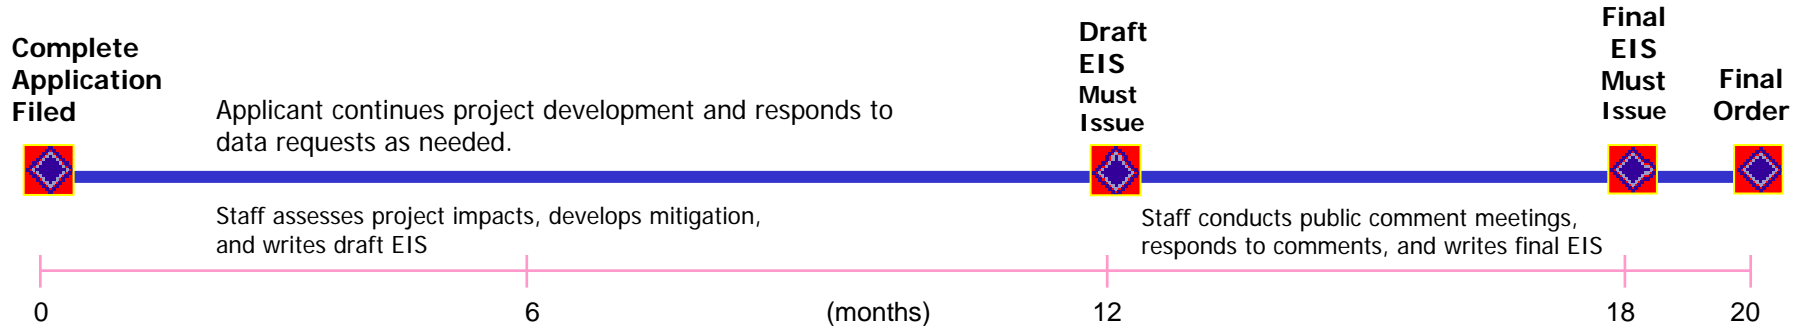 Complete
Application
Filed
Applicant continues project development and responds to
data requests as needed.
Draft
EIS
Must
Issue
Final
EIS
Must
Issue
Final
Order
Staff assesses project impacts, develops mitigation,
and writes draft EIS
Staff conducts public comment meetings,
responds to comments, and writes final EIS
0 6 (months) 12 18 20